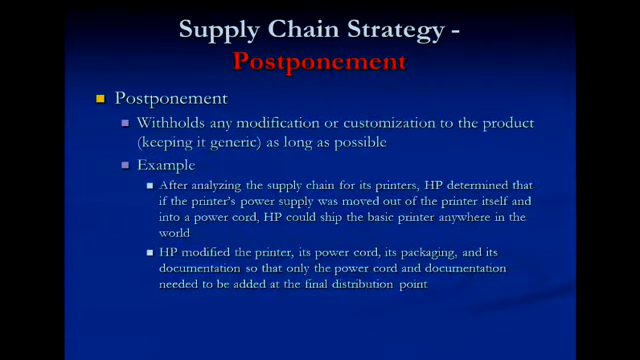 Supply Chain Strategy -
Postponement
Postponement
Withholds any modification or customization to the product
(keeping it generic) as long as possible
Example
After analyzing the supply chain for its printers, HP determined that
if the printer's power supply was moved out of the printer itself and
into a power cord, HP could ship the basic printer anywhere in the
world
HP modified the printer, its power cord, its packaging, and its
documentation so that only the power cord and documentation
needed to be added at the final distribution point